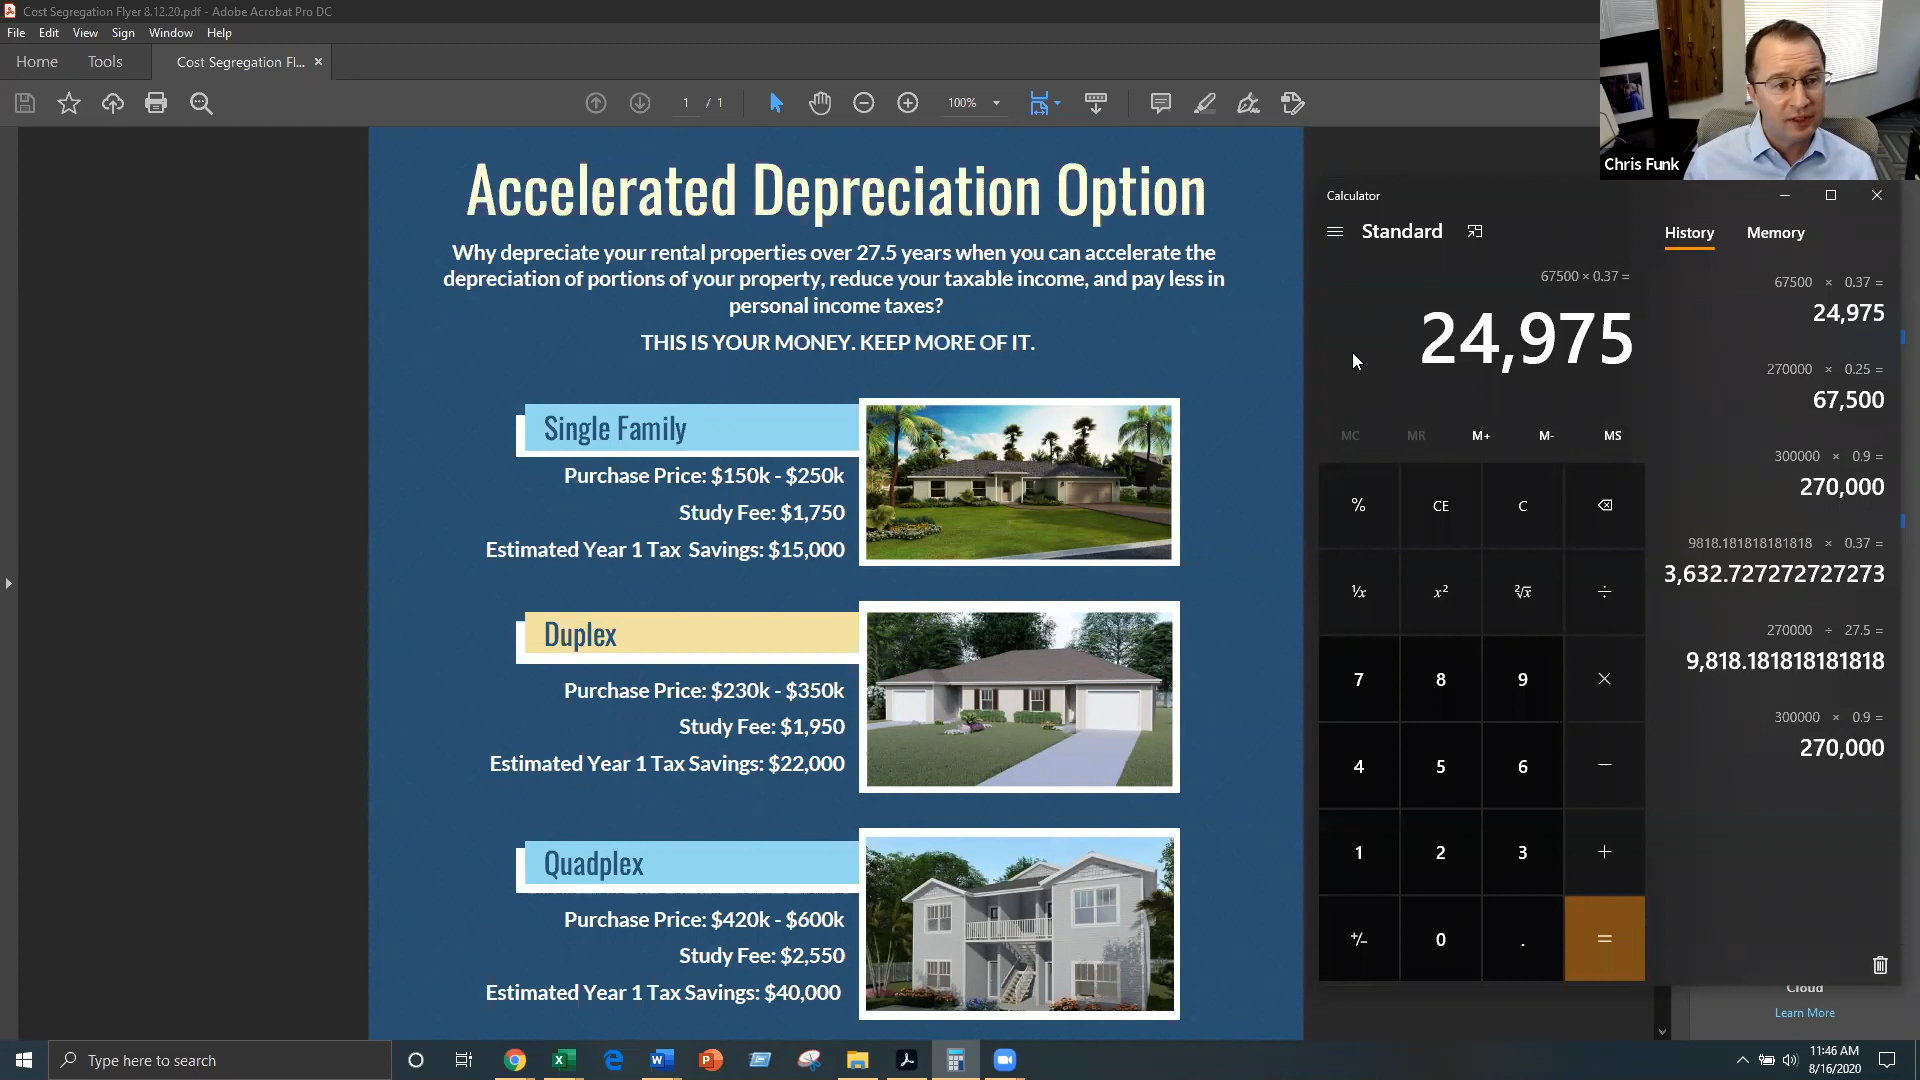 Cost Segregation Flyer 8.12.20.pdf - Adobe Acrobat Pro DC
File Edit View Sign Window Help
Home Tools Cost Segregation Fl... ×
1 / 1 100%
Chris Funk
Accelerated Depreciation Option
Why depreciate your rental properties over 27.5 years when you can accelerate the
depreciation of portions of your property, reduce your taxable income, and pay less in
personal income taxes?
THIS IS YOUR MONEY. KEEP MORE OF IT.
Single Family
Purchase Price: $150k - $250k
Study Fee: $1,750
Estimated Year 1 Tax Savings: $15,000
Duplex
Purchase Price: $230k - $350k
Study Fee: $1,950
Estimated Year 1 Tax Savings: $22,000
Quadplex
Purchase Price: $420k - $600k
Study Fee: $2,550
Estimated Year 1 Tax Savings: $40,000
Calculator
Standard
67500 × 0.37 =
24,975
MC MR M+ M- MS
% CE C
⅟x x² ²√x ÷
7 8 9 ×
4 5 6 −
1 2 3 +
+/− 0 . =
History Memory
67500 × 0.37 =
24,975
270000 × 0.25 =
67,500
300000 × 0.9 =
270,000
9818.181818181818 × 0.37 =
3,632.727272727273
270000 ÷ 27.5 =
9,818.181818181818
300000 × 0.9 =
270,000
Cloud
Learn More
Type here to search
11:46 AM
8/16/2020